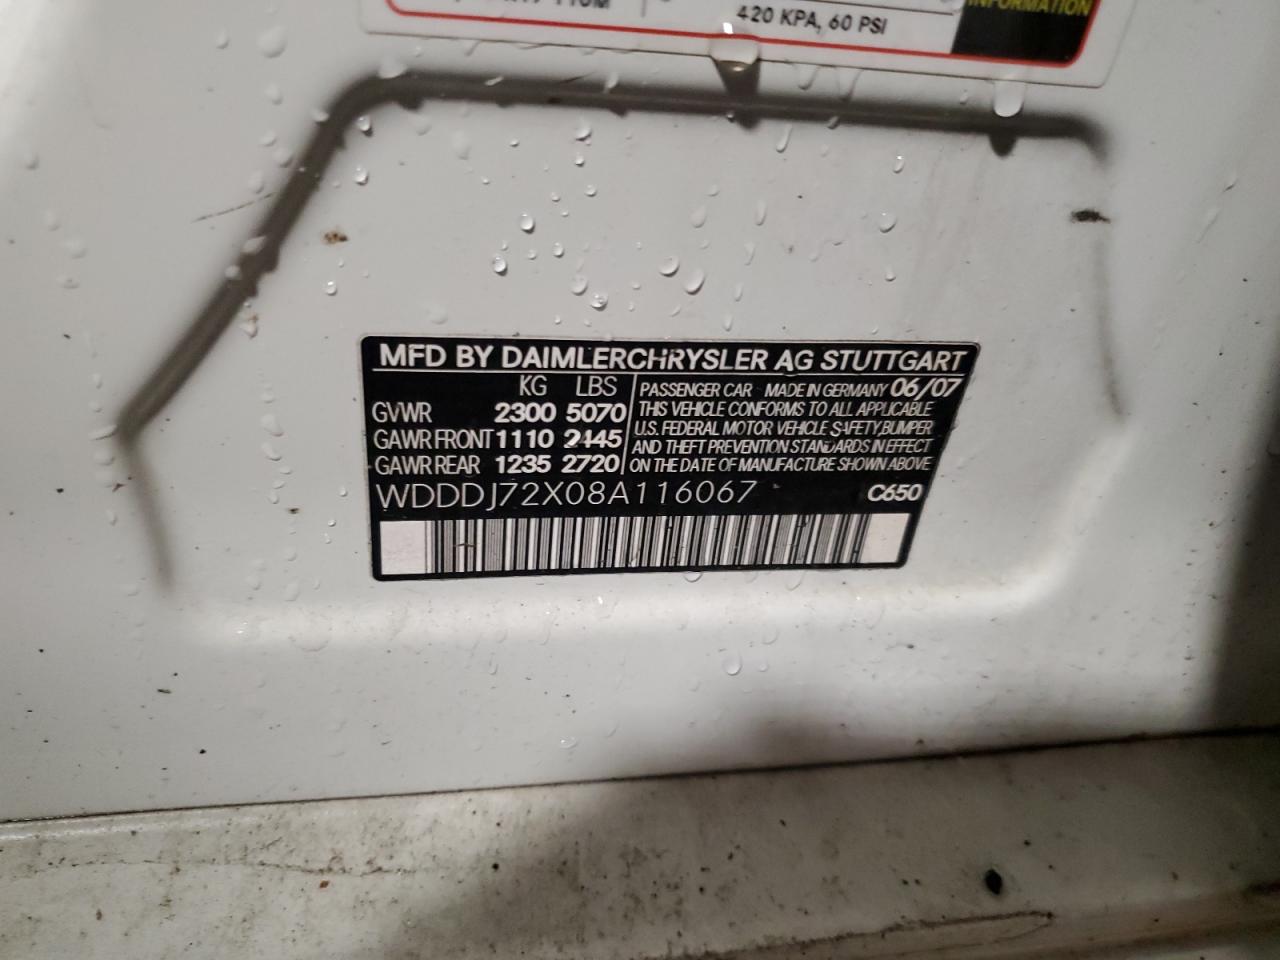 420 KPA, 60 PSI
INFORMATION
MFD BY DAIMLERCHRYSLER AG STUTTGART
KG LBS
GVWR 2300 5070
GAWR FRONT 1110 2445
GAWR REAR 1235 2720
PASSENGER CAR MADE IN GERMANY 06/07
THIS VEHICLE CONFORMS TO ALL APPLICABLE
U.S. FEDERAL MOTOR VEHICLE SAFETY, BUMPER
AND THEFT PREVENTION STANDARDS IN EFFECT
ON THE DATE OF MANUFACTURE SHOWN ABOVE
WDDDJ72X08A116067 C650